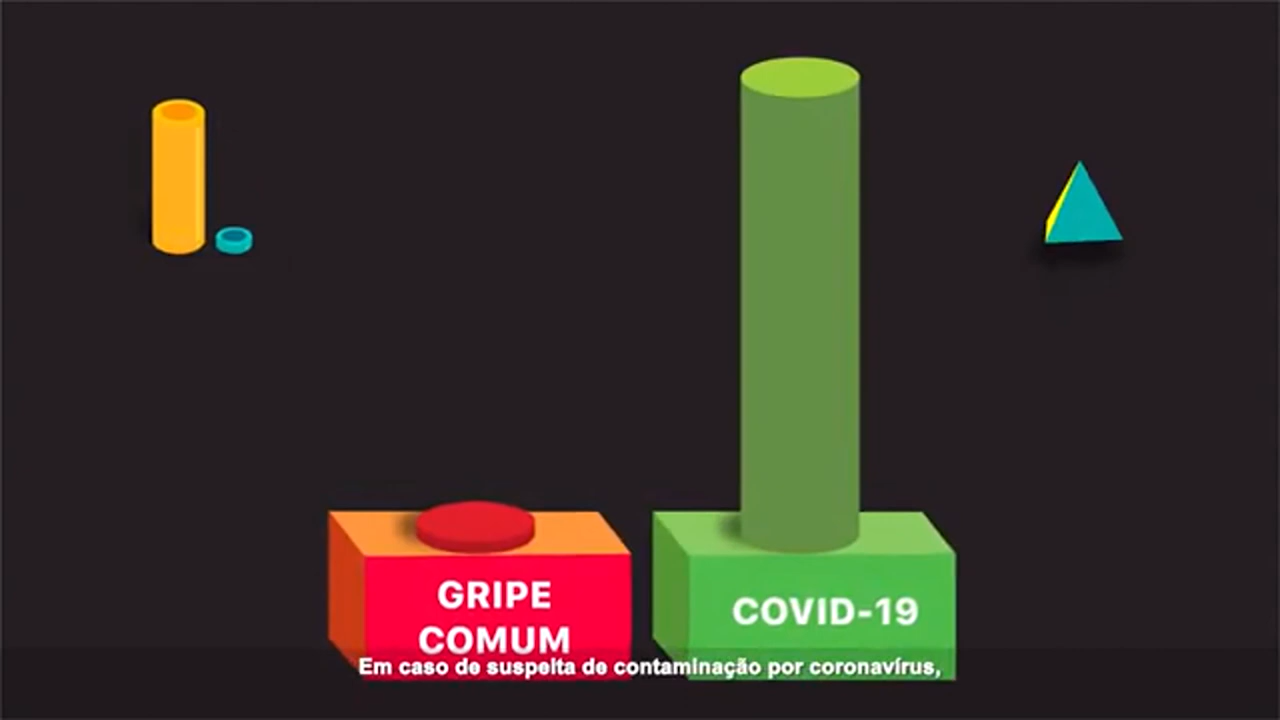 GRIPE
COMUM
COVID-19
Em caso de suspeita de contaminação por coronavírus,